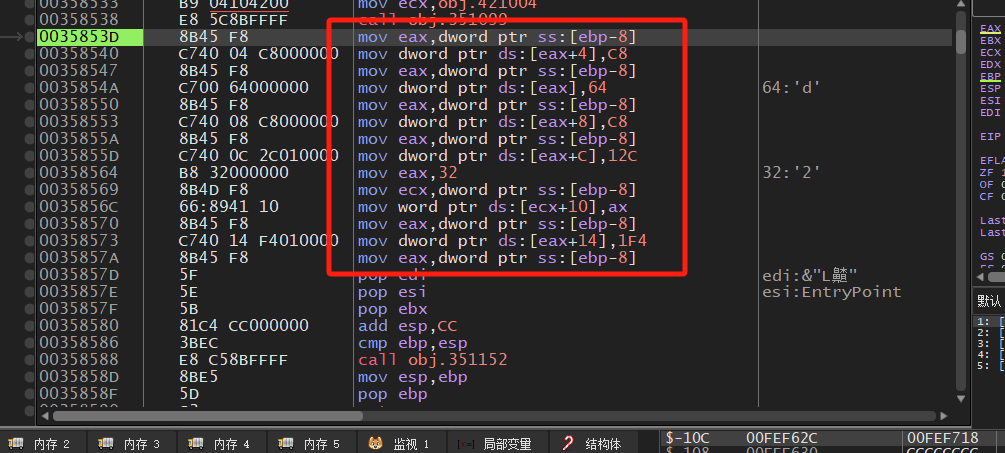 00358533 B9 04104200 mov ecx,obj.421004
00358538 E8 5C8BFFFF call obj.351099
0035853D 8B45 F8 mov eax,dword ptr ss:[ebp-8]
00358540 C740 04 C8000000 mov dword ptr ds:[eax+4],C8
00358547 8B45 F8 mov eax,dword ptr ss:[ebp-8]
0035854A C700 64000000 mov dword ptr ds:[eax],64 64:'d'
00358550 8B45 F8 mov eax,dword ptr ss:[ebp-8]
00358553 C740 08 C8000000 mov dword ptr ds:[eax+8],C8
0035855A 8B45 F8 mov eax,dword ptr ss:[ebp-8]
0035855D C740 0C 2C010000 mov dword ptr ds:[eax+C],12C
00358564 B8 32000000 mov eax,32 32:'2'
00358569 8B4D F8 mov ecx,dword ptr ss:[ebp-8]
0035856C 66:8941 10 mov word ptr ds:[ecx+10],ax
00358570 8B45 F8 mov eax,dword ptr ss:[ebp-8]
00358573 C740 14 F4010000 mov dword ptr ds:[eax+14],1F4
0035857A 8B45 F8 mov eax,dword ptr ss:[ebp-8]
0035857D 5F pop edi edi:&"L
0035857E 5E pop esi esi:EntryPoint
0035857F 5B pop ebx
00358580 81C4 CC000000 add esp,CC
00358586 3BEC cmp ebp,esp
00358588 E8 C58BFFFF call obj.351152
0035858D 8BE5 mov esp,ebp
0035858F 5D pop ebp
EAX
EBX
ECX
EDX
EBP
ESP
ESI
EDI
EIP
EFLA
ZF 1
OF 0
CF 0
Last
Last
GS 0
默认
1: [
2: [
3: [
4: [
5: [
内存 2 内存 3 内存 4 内存 5 监视 1 [x=] 局部变量 结构体
$-10C 00FEF62C 00FEF718
$-108 00FEF630 CCCCCCCC